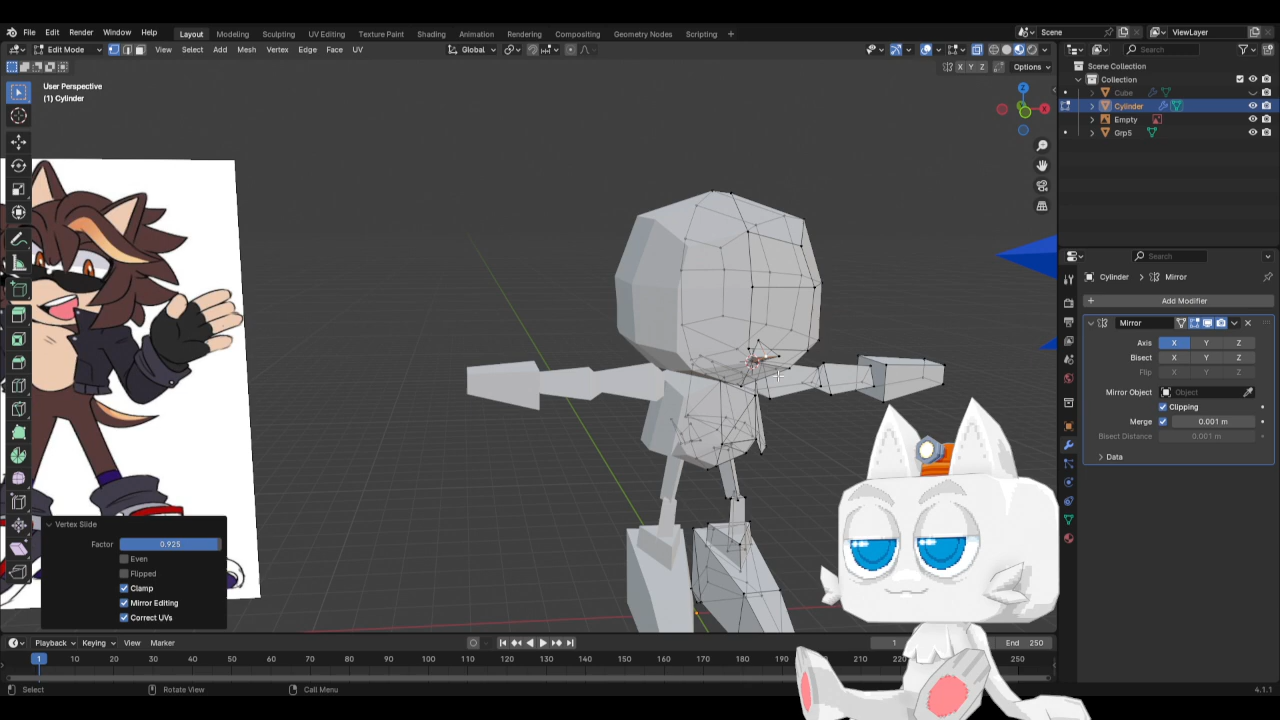 File Edit Render Window Help Layout Modeling Sculpting UV Editing Texture Paint Shading Animation Rendering Compositing Geometry Nodes Scripting + Scene ViewLayer
Edit Mode View Select Add Mesh Vertex Edge Face UV Global Search
X Y Z Options
Scene Collection
Collection
Cube
Cylinder
Empty
Grp5
User Perspective
(1) Cylinder
Z
X
Search
Cylinder Mirror
+ Add Modifier
Mirror
Axis X Y Z
Bisect X Y Z
Flip X Y Z
Mirror Object Object
Clipping
Merge 0.001 m
Bisect Distance 0.001 m
Data
Vertex Slide
Factor 0.925
Even
Flipped
Clamp
Mirror Editing
Correct UVs
Playback Keying View Marker 1 End 250
1 10 20 30 40 50 60 70 80 90 100 110 120 130 140 150 160 170 180 190 200 210 220 250
Select Rotate View Call Menu 4.1.1